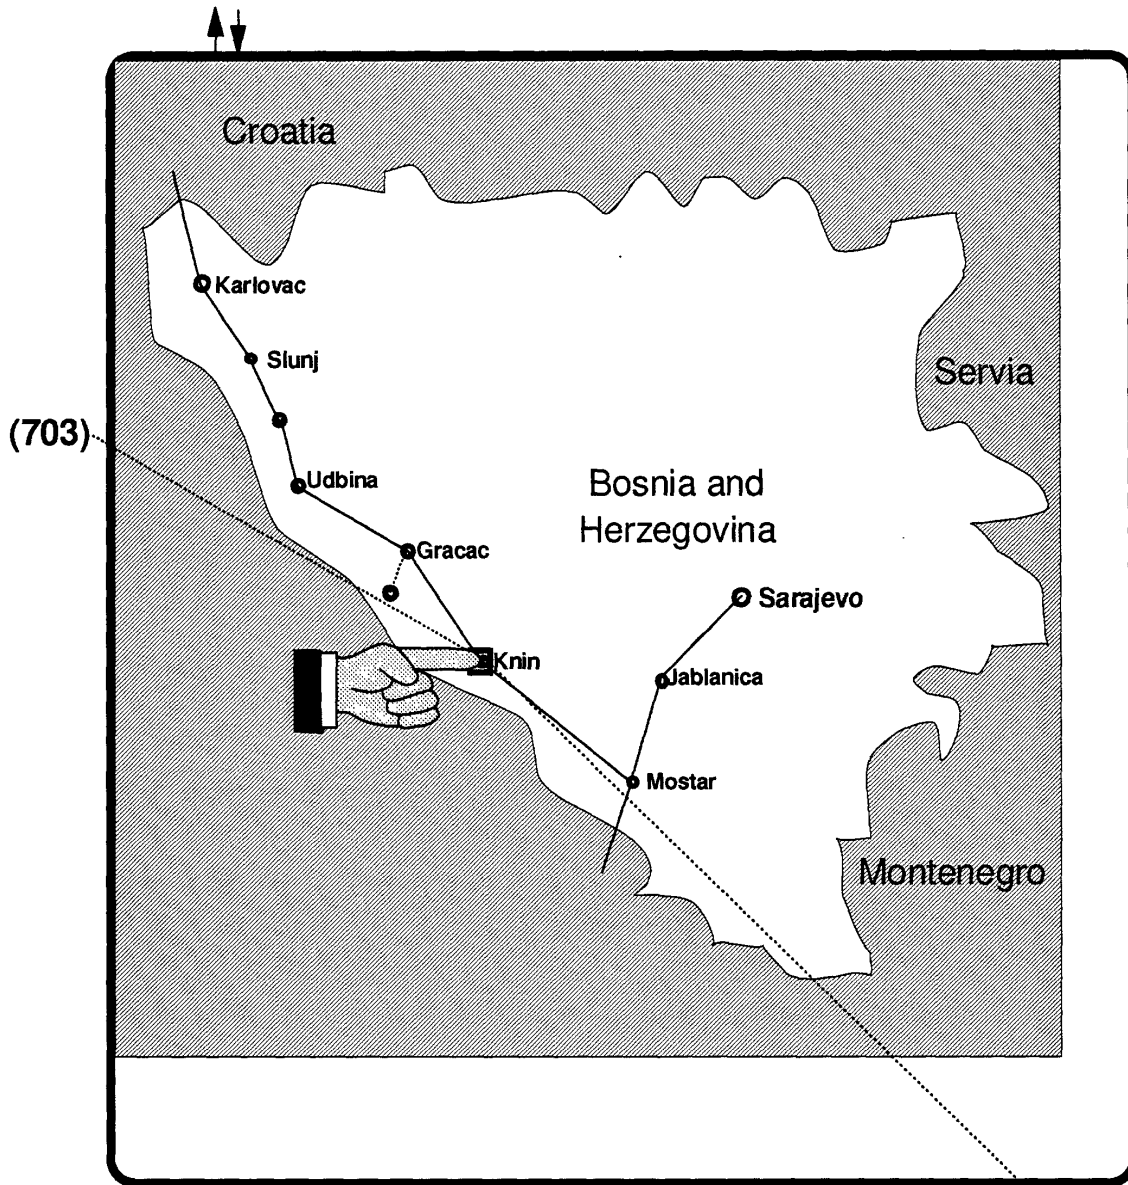 Croatia
Karlovac
Slunj
Servia
(703)
Udbina
Bosnia and
Herzegovina
Gracac
Sarajevo
Knin
Jablanica
Mostar
Montenegro